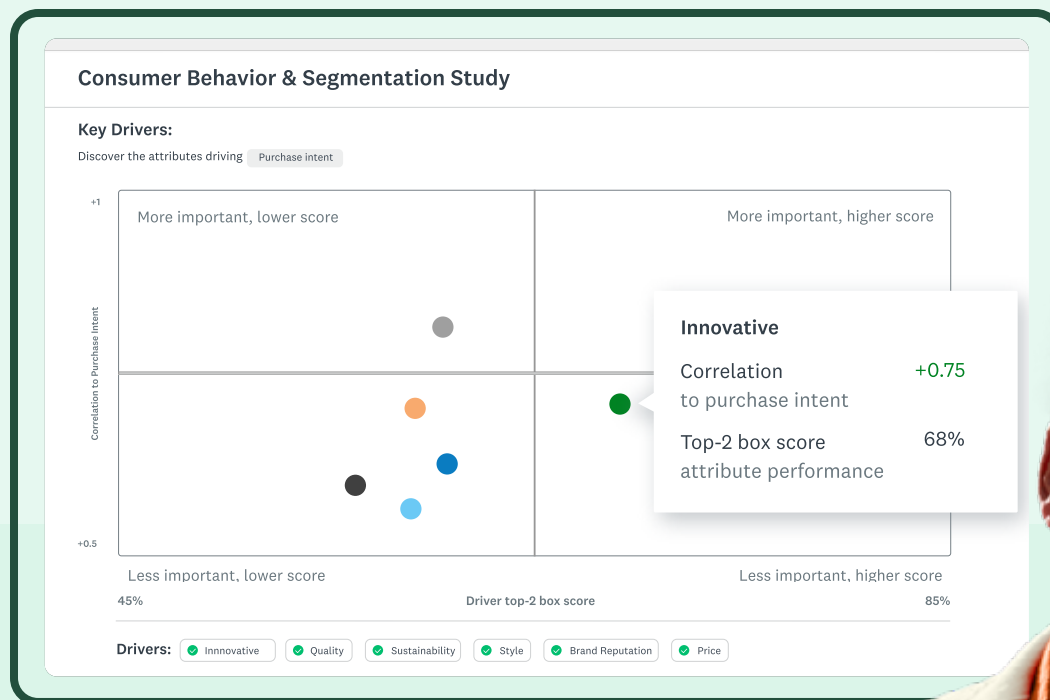 Consumer Behavior & Segmentation Study
Key Drivers:
Discover the attributes driving Purchase intent
+1
More important, lower score
More important, higher score
Correlation to Purchase Intent
Innovative
Correlation +0.75
to purchase intent
Top-2 box score 68%
attribute performance
+0.5
Less important, lower score
Less important, higher score
45% Driver top-2 box score 85%
Drivers: Innnovative Quality Sustainability Style Brand Reputation Price